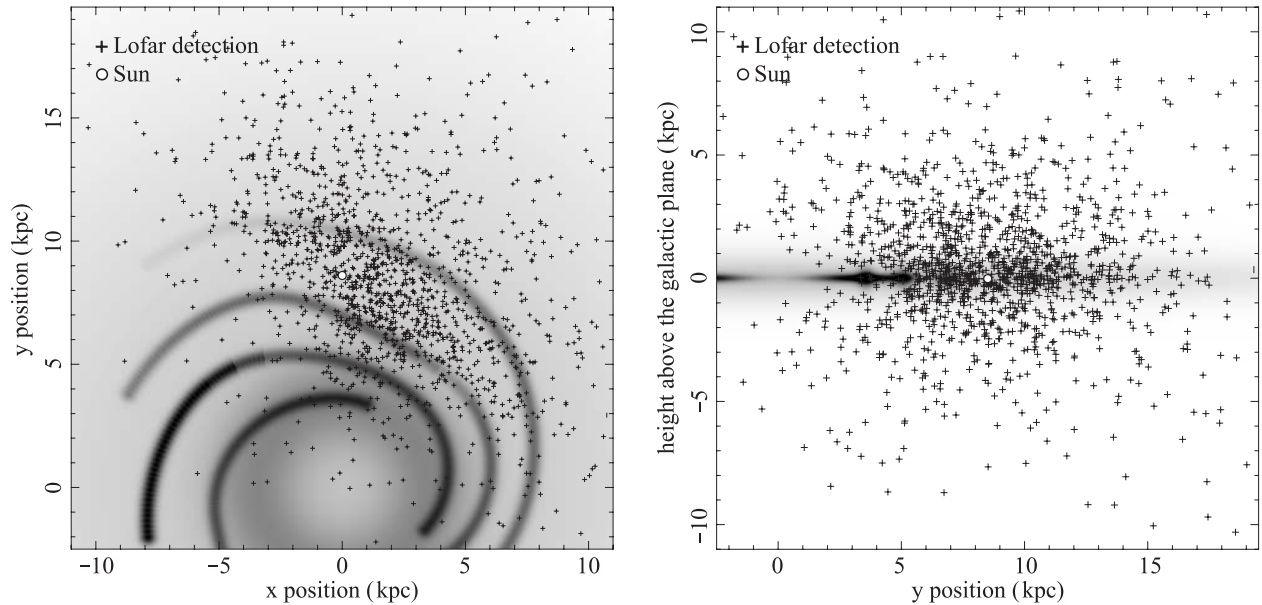 + Lofar detection
○ Sun
15
10
5
0
y position (kpc)
−10
−5
0
5
10
x position (kpc)
+ Lofar detection
○ Sun
10
5
0
−5
−10
height above the galactic plane (kpc)
0
5
10
15
y position (kpc)